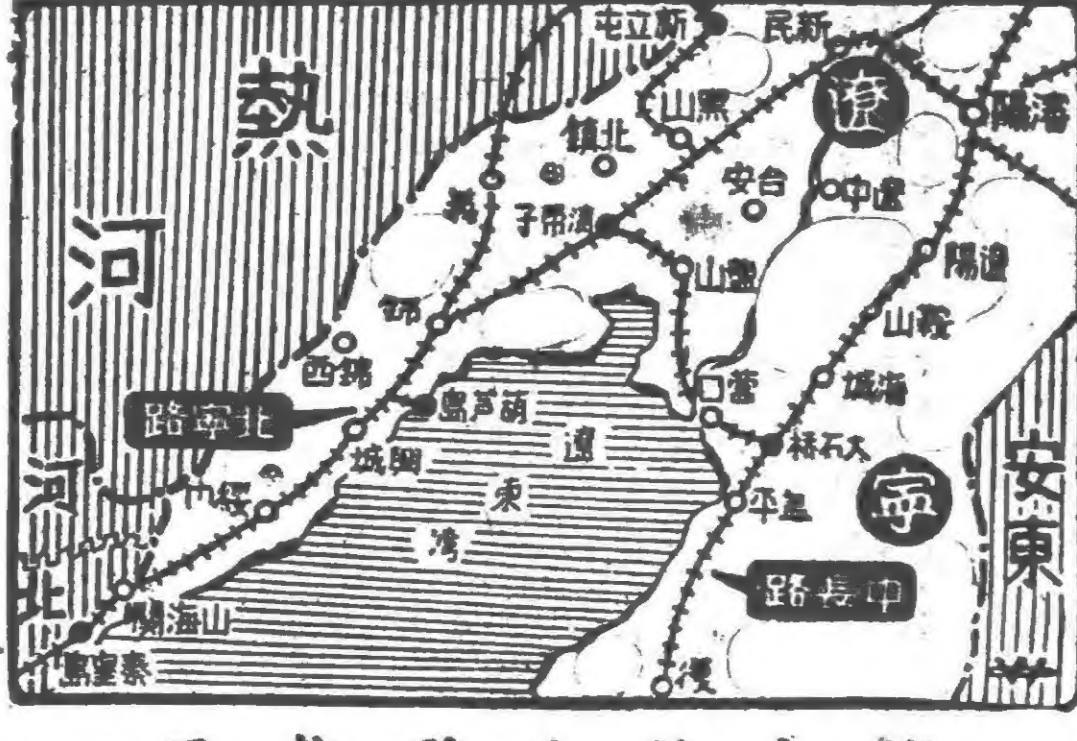 熱河
新立屯
新民
遼寧
瀋陽
黑山
北鎮
台安
遼中
義
溝帮子
盤山
遼陽
鞍山
錦
錦西
葫芦島
營
海城
北寧路
興城
大石橋
遼東灣
綏中
蓋平
安東
中長路
河北
山海關
秦皇島
復